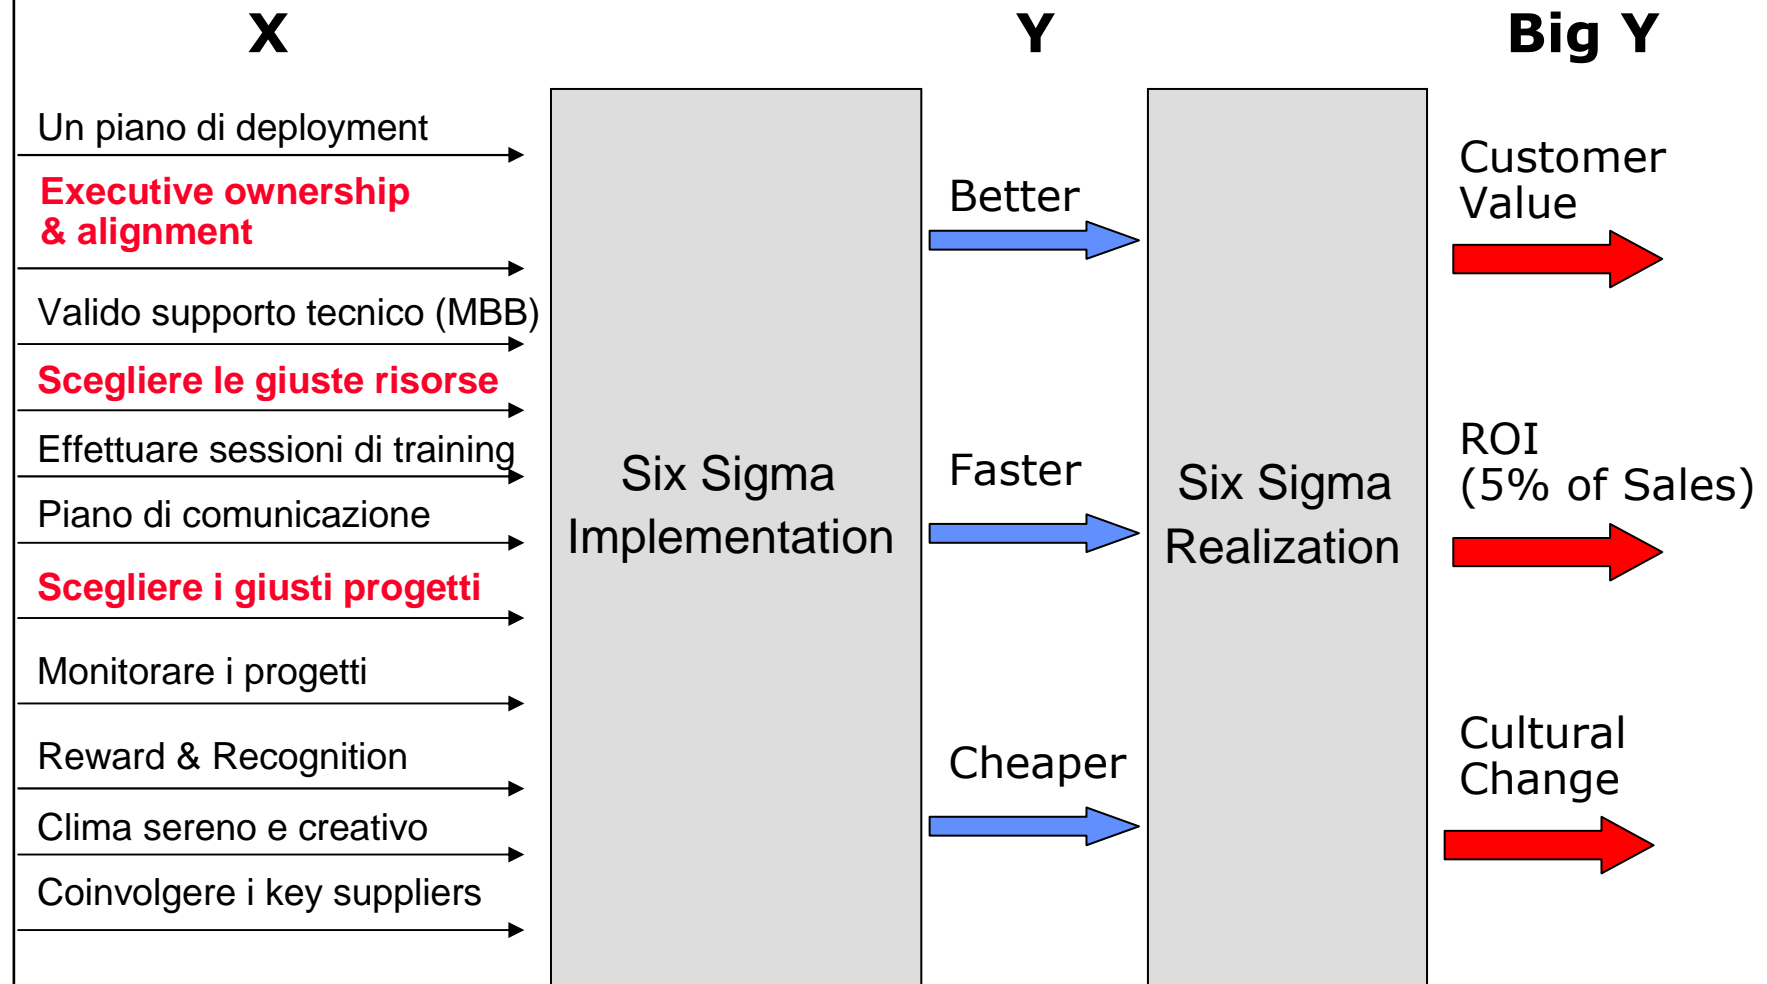 X
Y
Big Y
Un piano di deployment
Executive ownership
& alignment
Valido supporto tecnico (MBB)
Scegliere le giuste risorse
Effettuare sessioni di training
Piano di comunicazione
Scegliere i giusti progetti
Monitorare i progetti
Reward & Recognition
Clima sereno e creativo
Coinvolgere i key suppliers
Six Sigma
Implementation
Better
Faster
Cheaper
Six Sigma
Realization
Customer
Value
ROI
(5% of Sales)
Cultural
Change